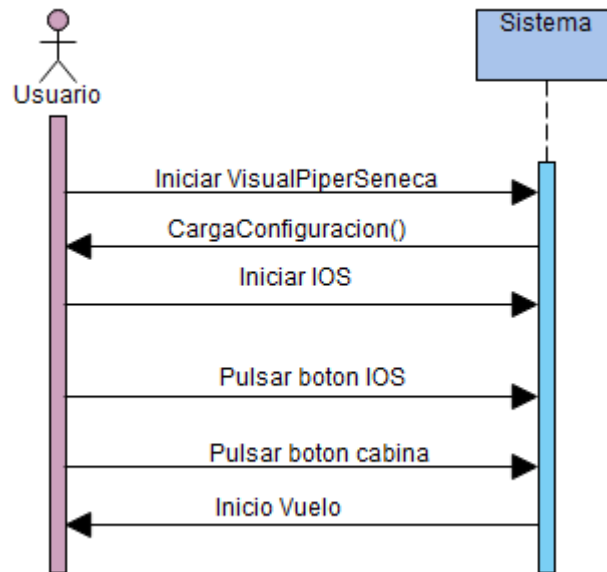 Sistema
Usuario
Iniciar VisualPiperSeneca
CargaConfiguracion()
Iniciar IOS
Pulsar boton IOS
Pulsar boton cabina
Inicio Vuelo